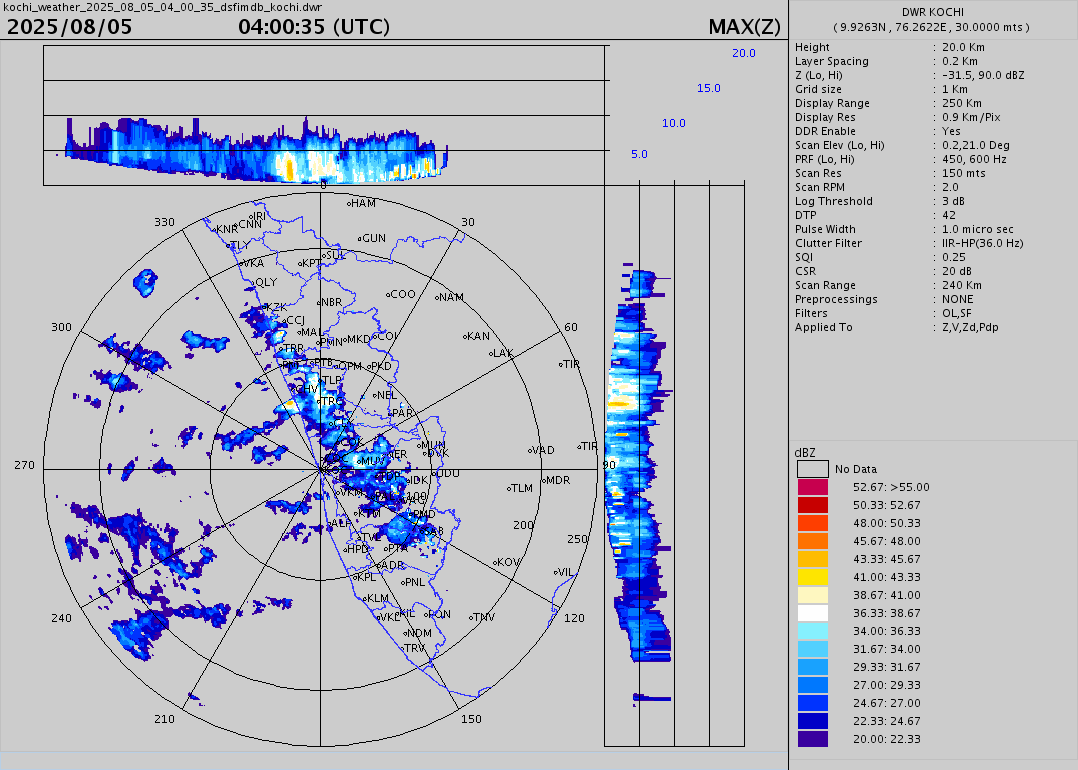 kochi_weather_2025_08_05_04_00_35_dsfimdb_kochi.dwr
2025/08/05 04:00:35 (UTC) MAX(Z)
20.0
15.0
10.0
5.0
0
30
60
90
120
150
210
240
270
300
330
100
200
250
HAM
IRI
CNN
KNR
TLY
GUN
SUL
VKA
KPT
QLY
COO
NAM
NBR
KZK
CCJ
MAL
PMN
MKD
COI
KAN
LAK
TRR
PTB
OPM
PKD
TIR
TLP
CHV
TRC
NEL
PAR
MUN
DVK
VAD
TIR
MUV
UDU
MDR
IDK
TLM
VKM
VAG
PMD
ALP
SAB
TVL
HPD
PTA
ADR
KOV
VIL
KPL
PNL
KLM
VKL
KIL
PON
TNV
NDM
TRV
DWR KOCHI
( 9.9263N , 76.2622E , 30.0000 mts )
Height : 20.0 Km
Layer Spacing : 0.2 Km
Z (Lo, Hi) : -31.5, 90.0 dBZ
Grid size : 1 Km
Display Range : 250 Km
Display Res : 0.9 Km/Pix
DDR Enable : Yes
Scan Elev (Lo, Hi) : 0.2,21.0 Deg
PRF (Lo, Hi) : 450, 600 Hz
Scan Res : 150 mts
Scan RPM : 2.0
Log Threshold : 3 dB
DTP : 42
Pulse Width : 1.0 micro sec
Clutter Filter : IIR-HP(36.0 Hz)
SQI : 0.25
CSR : 20 dB
Scan Range : 240 Km
Preprocessings : NONE
Filters : OL,SF
Applied To : Z,V,Zd,Pdp
dBZ
No Data
52.67: >55.00
50.33: 52.67
48.00: 50.33
45.67: 48.00
43.33: 45.67
41.00: 43.33
38.67: 41.00
36.33: 38.67
34.00: 36.33
31.67: 34.00
29.33: 31.67
27.00: 29.33
24.67: 27.00
22.33: 24.67
20.00: 22.33